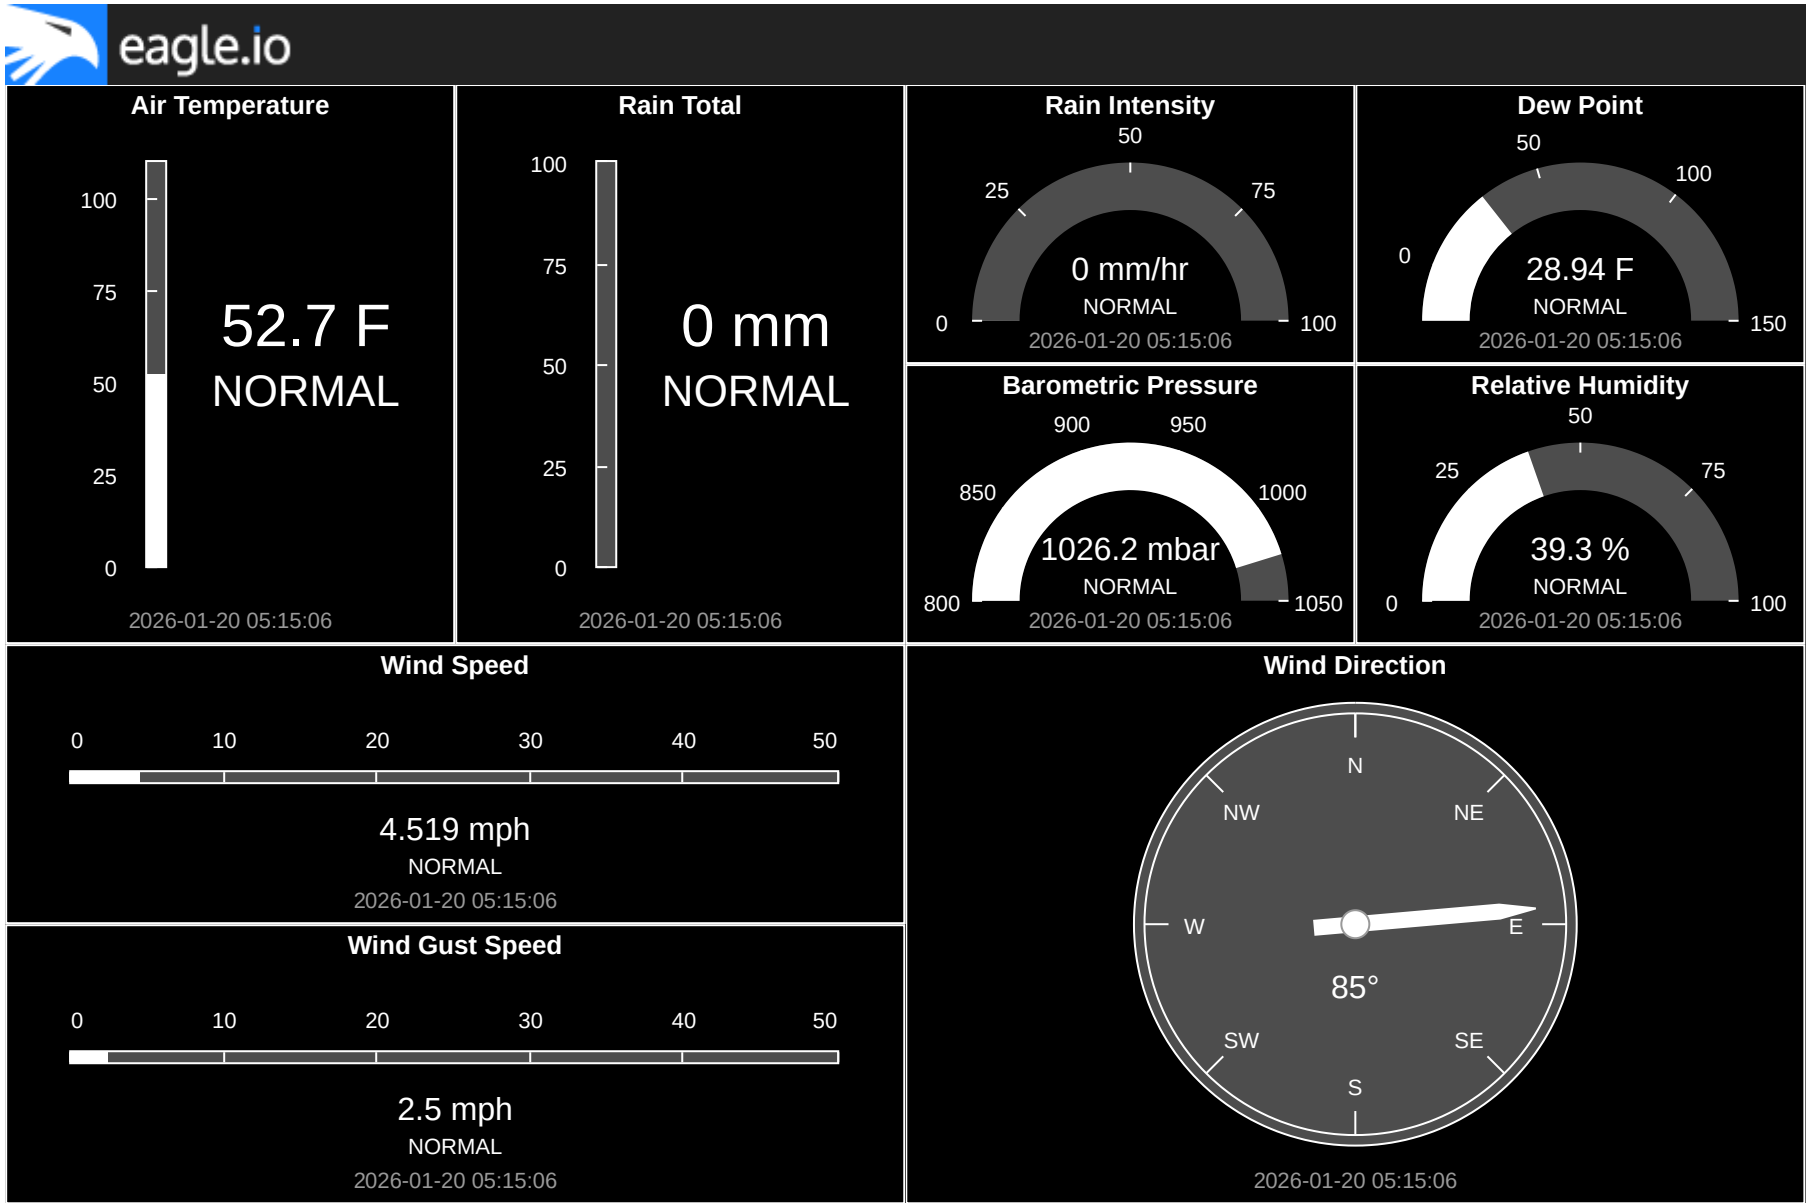 eagle.io
Air Temperature
100
75
50
25
0
52.7 F
NORMAL
2026-01-20 05:15:06
Rain Total
100
75
50
25
0
0 mm
NORMAL
2026-01-20 05:15:06
Rain Intensity
0
25
50
75
100
0 mm/hr
NORMAL
2026-01-20 05:15:06
Dew Point
0
50
100
150
28.94 F
NORMAL
2026-01-20 05:15:06
Barometric Pressure
800
850
900
950
1000
1050
1026.2 mbar
NORMAL
2026-01-20 05:15:06
Relative Humidity
0
25
50
75
100
39.3 %
NORMAL
2026-01-20 05:15:06
Wind Speed
0 10 20 30 40 50
4.519 mph
NORMAL
2026-01-20 05:15:06
Wind Gust Speed
0 10 20 30 40 50
2.5 mph
NORMAL
2026-01-20 05:15:06
Wind Direction
N
NW NE
W E
85°
SW SE
S
2026-01-20 05:15:06